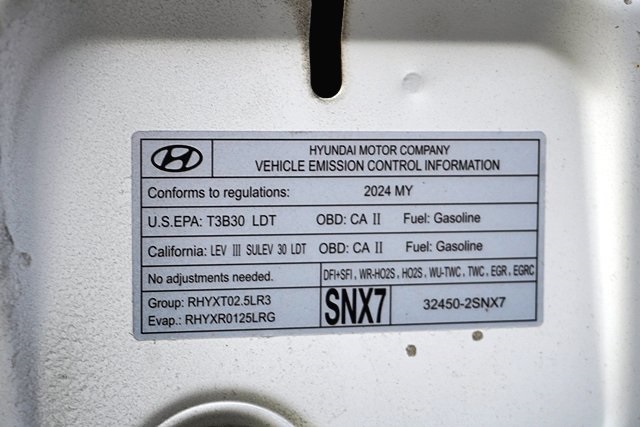 HYUNDAI MOTOR COMPANY
VEHICLE EMISSION CONTROL INFORMATION
Conforms to regulations: 2024 MY
U.S.EPA: T3B30 LDT OBD: CA II Fuel: Gasoline
California: LEV III SULEV 30 LDT OBD: CA II Fuel: Gasoline
No adjustments needed. DFI+SFI, WR-HO2S, HO2S, WU-TWC, TWC, EGR, EGRC
Group: RHYXT02.5LR3
Evap.: RHYXR0125LRG
SNX7 32450-2SNX7